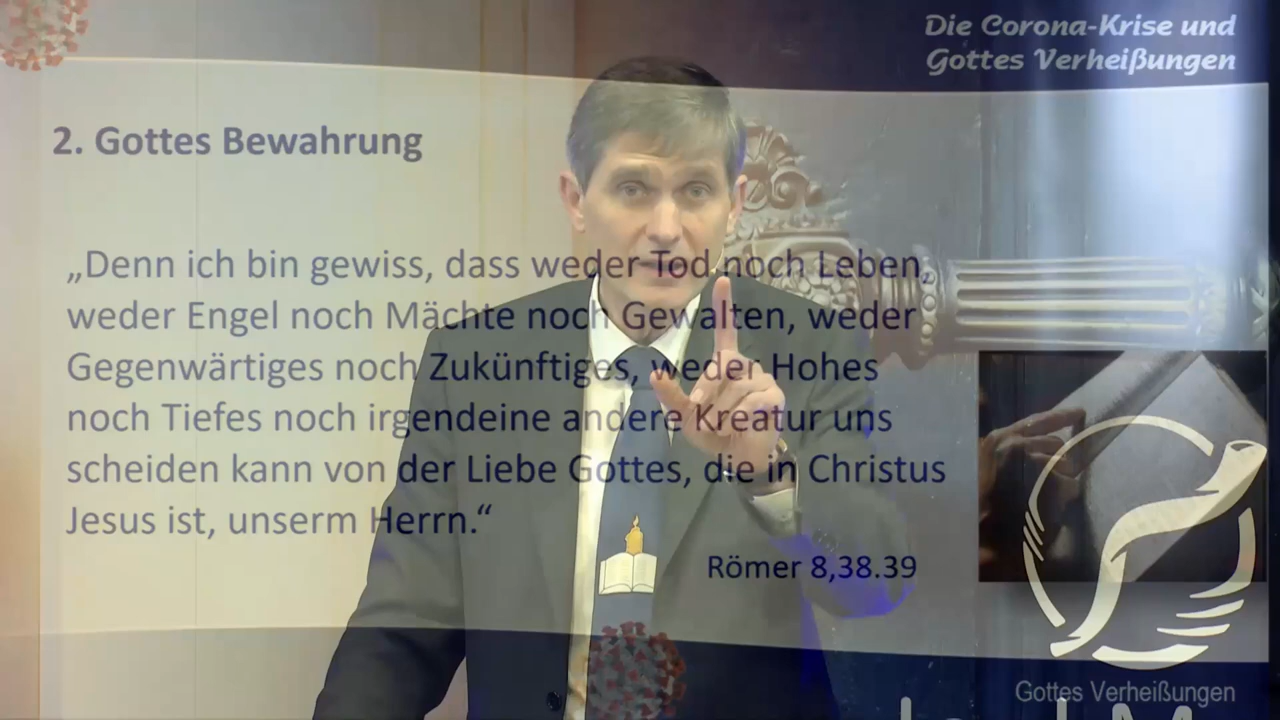 Die Corona-Krise und
Gottes Verheißungen
2. Gottes Bewahrung
„Denn ich bin gewiss, dass weder Tod noch Leben,
weder Engel noch Mächte noch Gewalten, weder
Gegenwärtiges noch Zukünftiges, weder Hohes
noch Tiefes noch irgendeine andere Kreatur uns
scheiden kann von der Liebe Gottes, die in Christus
Jesus ist, unserm Herrn.“
Römer 8,38.39
Gottes Verheißungen